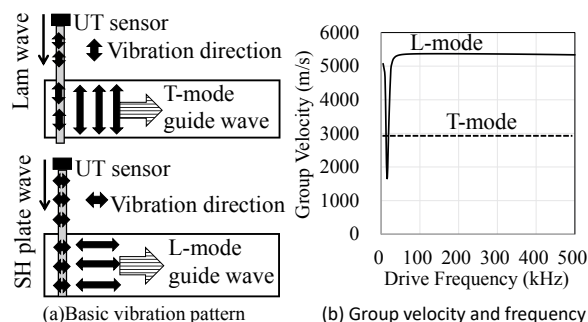 UT sensor
Vibration direction
Lam wave
T-mode
guide wave
UT sensor
Vibration direction
SH plate wave
L-mode
guide wave
(a)Basic vibration pattern
6000
5000
4000
3000
2000
1000
0
Group Velocity (m/s)
L-mode
T-mode
0 100 200 300 400 500
Drive Frequency (kHz)
(b) Group velocity and frequency